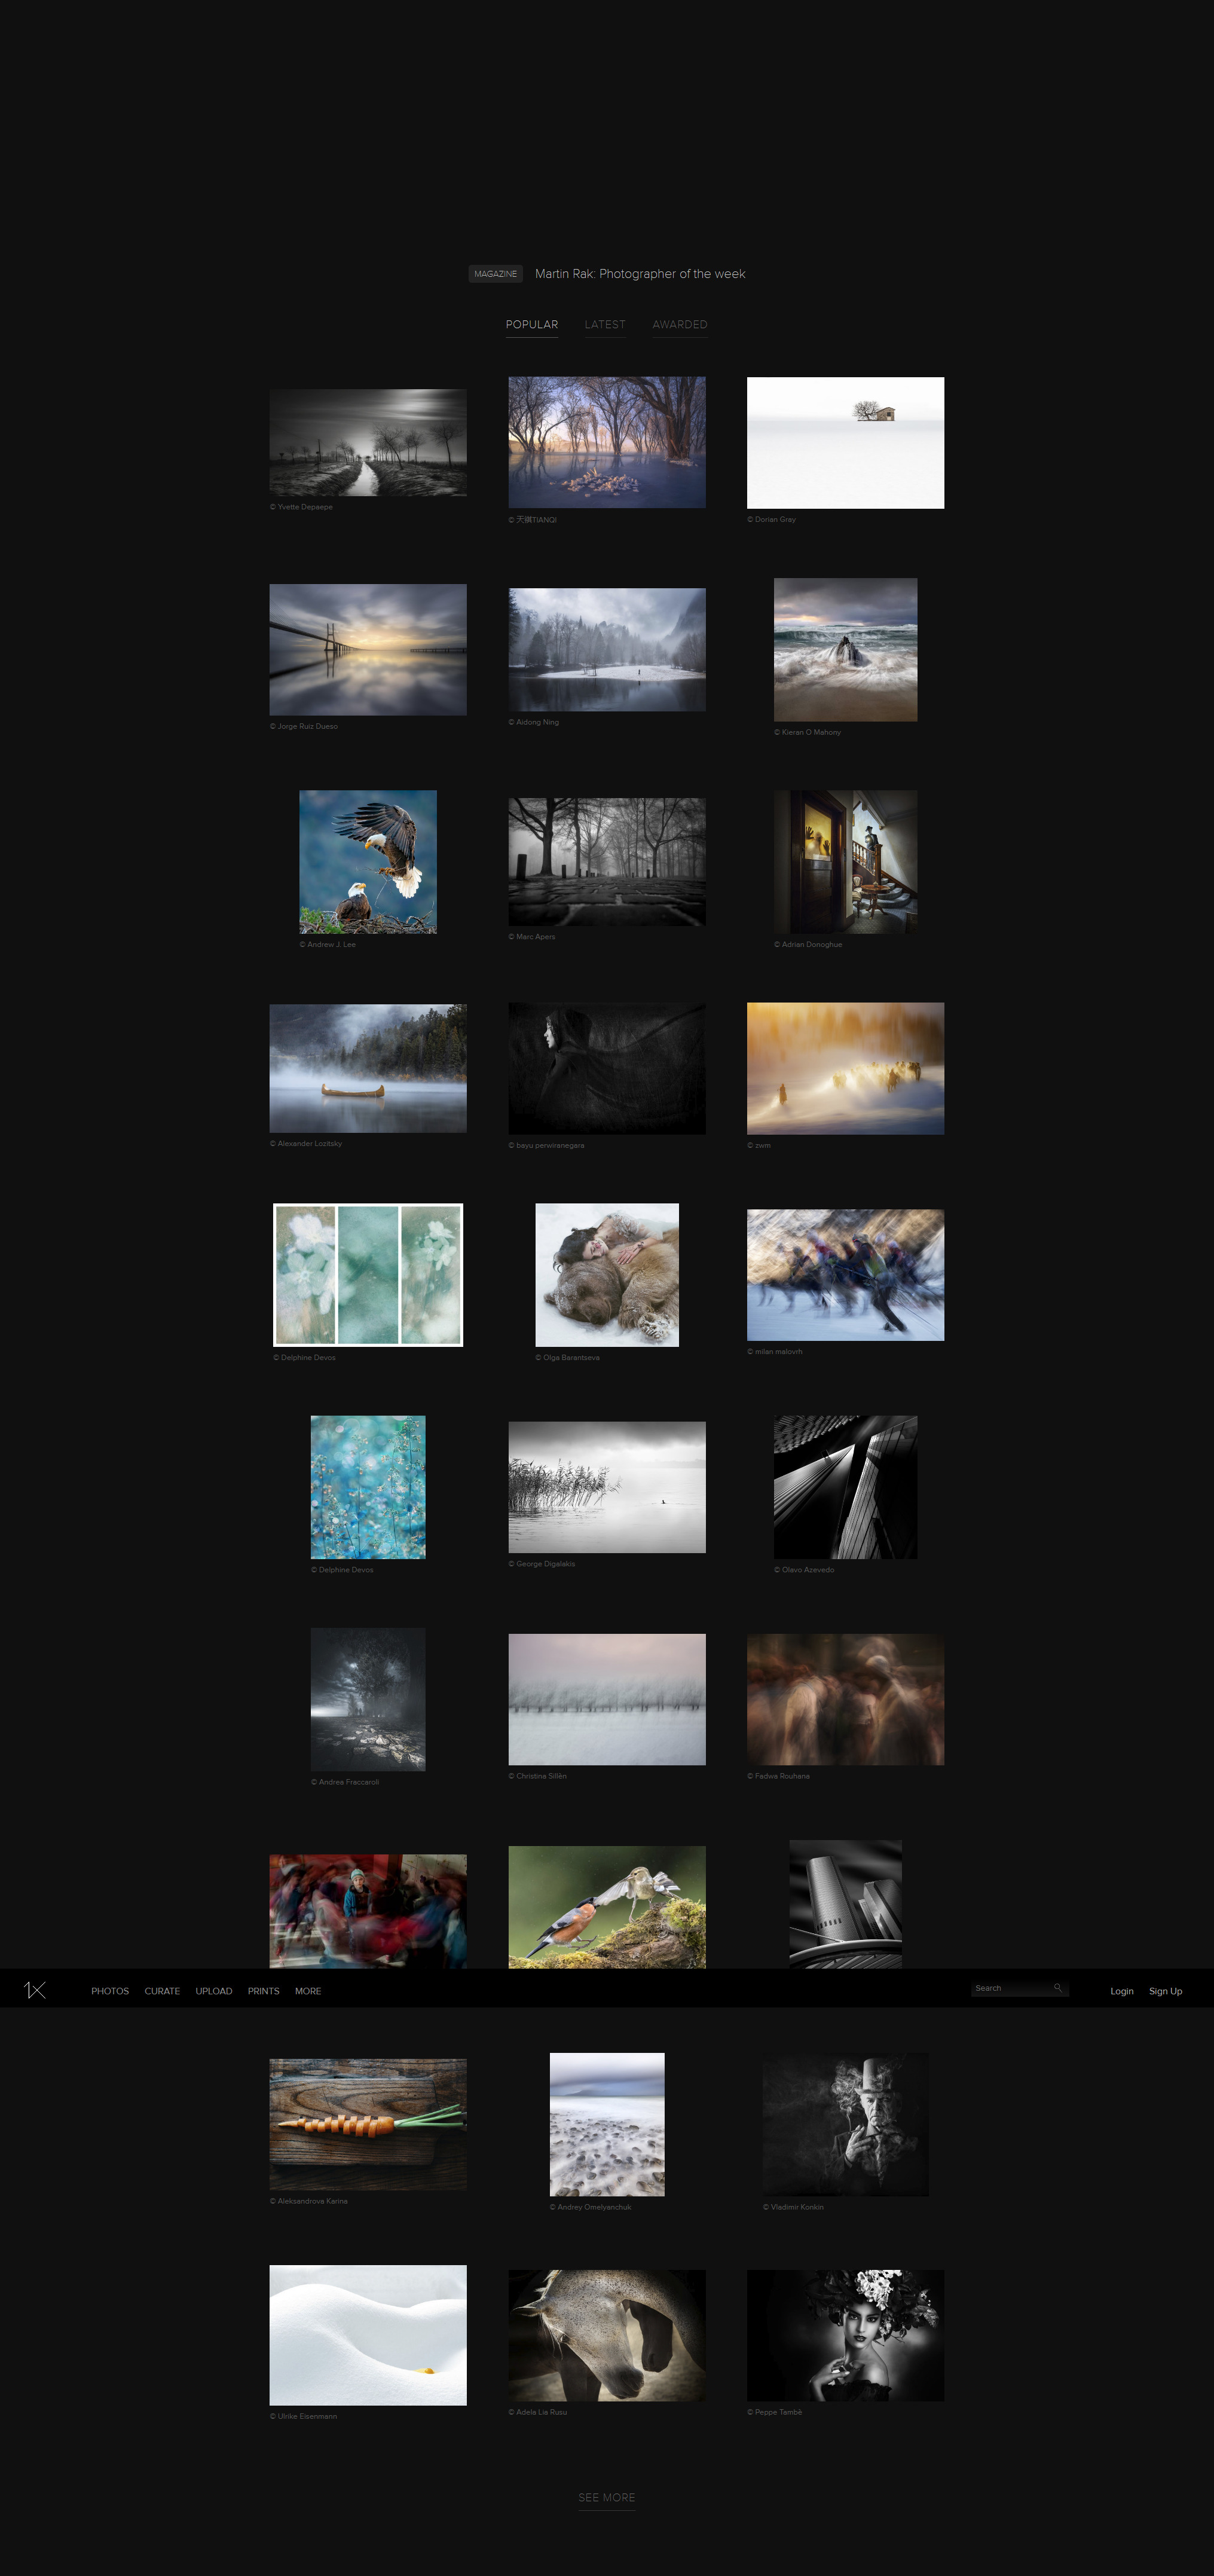 MAGAZINE Martin Rak: Photographer of the week
POPULAR LATEST AWARDED
© Yvette Depaepe
© 天祺TIANQI
© Dorian Gray
© Jorge Ruiz Dueso
© Aidong Ning
© Kieran O Mahony
© Andrew J. Lee
© Marc Apers
© Adrian Donoghue
© Alexander Lozitsky
© bayu perwiranegara
© zwm
© Delphine Devos
© Olga Barantseva
© milan malovrh
© Delphine Devos
© George Digalakis
© Olavo Azevedo
© Andrea Fraccaroli
© Christina Sillèn
© Fadwa Rouhana
1X PHOTOS CURATE UPLOAD PRINTS MORE Search Login Sign Up
© Aleksandrova Karina
© Andrey Omelyanchuk
© Vladimir Konkin
© Ulrike Eisenmann
© Adela Lia Rusu
© Peppe Tambè
SEE MORE